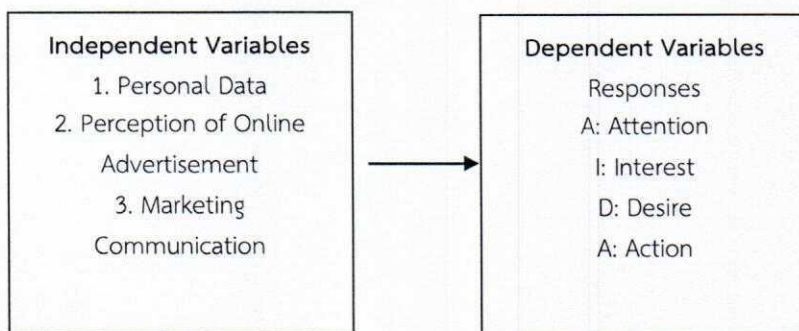 Independent Variables
1. Personal Data
2. Perception of Online
Advertisement
3. Marketing
Communication
Dependent Variables
Responses
A: Attention
I: Interest
D: Desire
A: Action